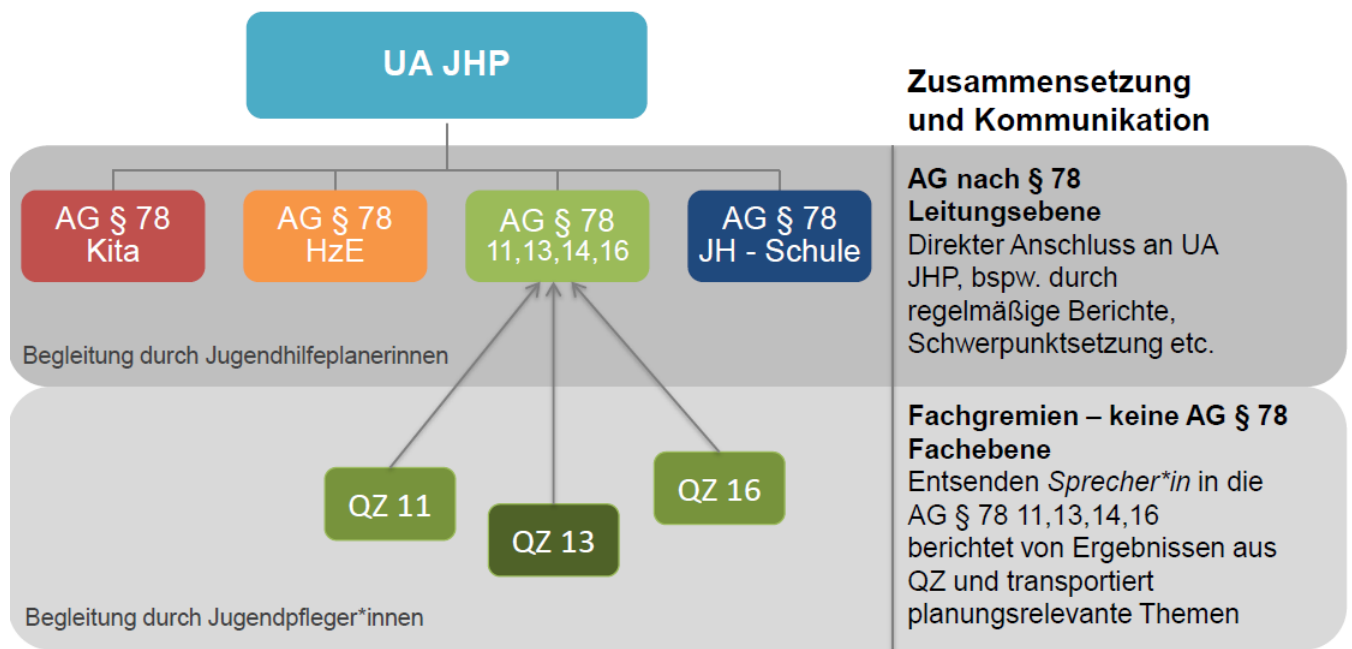 UA JHP
Zusammensetzung
und Kommunikation
AG § 78
Kita
AG § 78
HzE
AG § 78
11,13,14,16
AG § 78
JH - Schule
AG nach § 78
Leitungsebene
Direkter Anschluss an UA
JHP, bspw. durch
regelmäßige Berichte,
Schwerpunktsetzung etc.
Begleitung durch Jugendhilfeplanerinnen
QZ 11
QZ 13
QZ 16
Fachgremien – keine AG § 78
Fachebene
Entsenden Sprecher*in in die
AG § 78 11,13,14,16
berichtet von Ergebnissen aus
QZ und transportiert
planungsrelevante Themen
Begleitung durch Jugendpfleger*innen